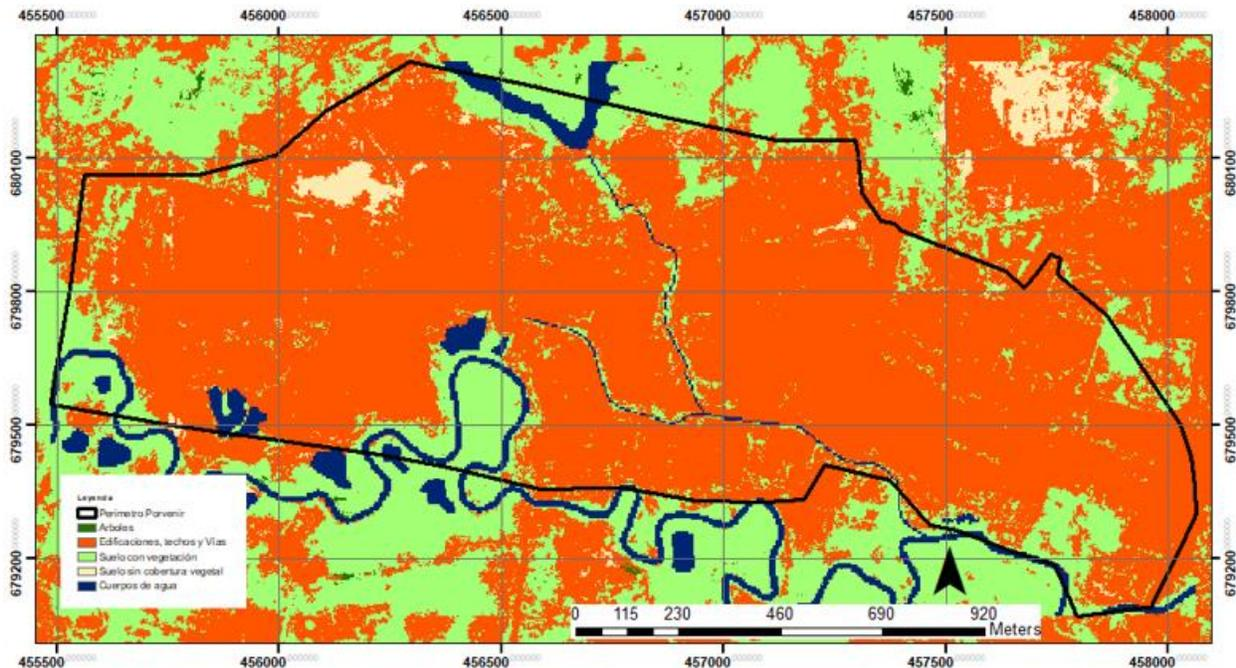 455500 456000 456500 457000 457500 458000
680100 680100
679800 679800
679500 679500
679200 679200
Leyenda
Perimetro Porvenir
Arboles
Edificaciones, techos y Vias
Suelo con vegetación
Suelo sin cobertura vegetal
Cuerpos de agua
0 115 230 460 690 920
Meters
455500 456000 456500 457000 457500 458000